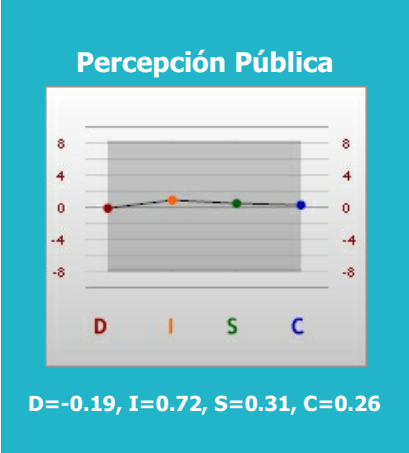 Percepción Pública
8 8
4 4
0 0
-4 -4
-8 -8
D I S C
D=-0.19, I=0.72, S=0.31, C=0.26